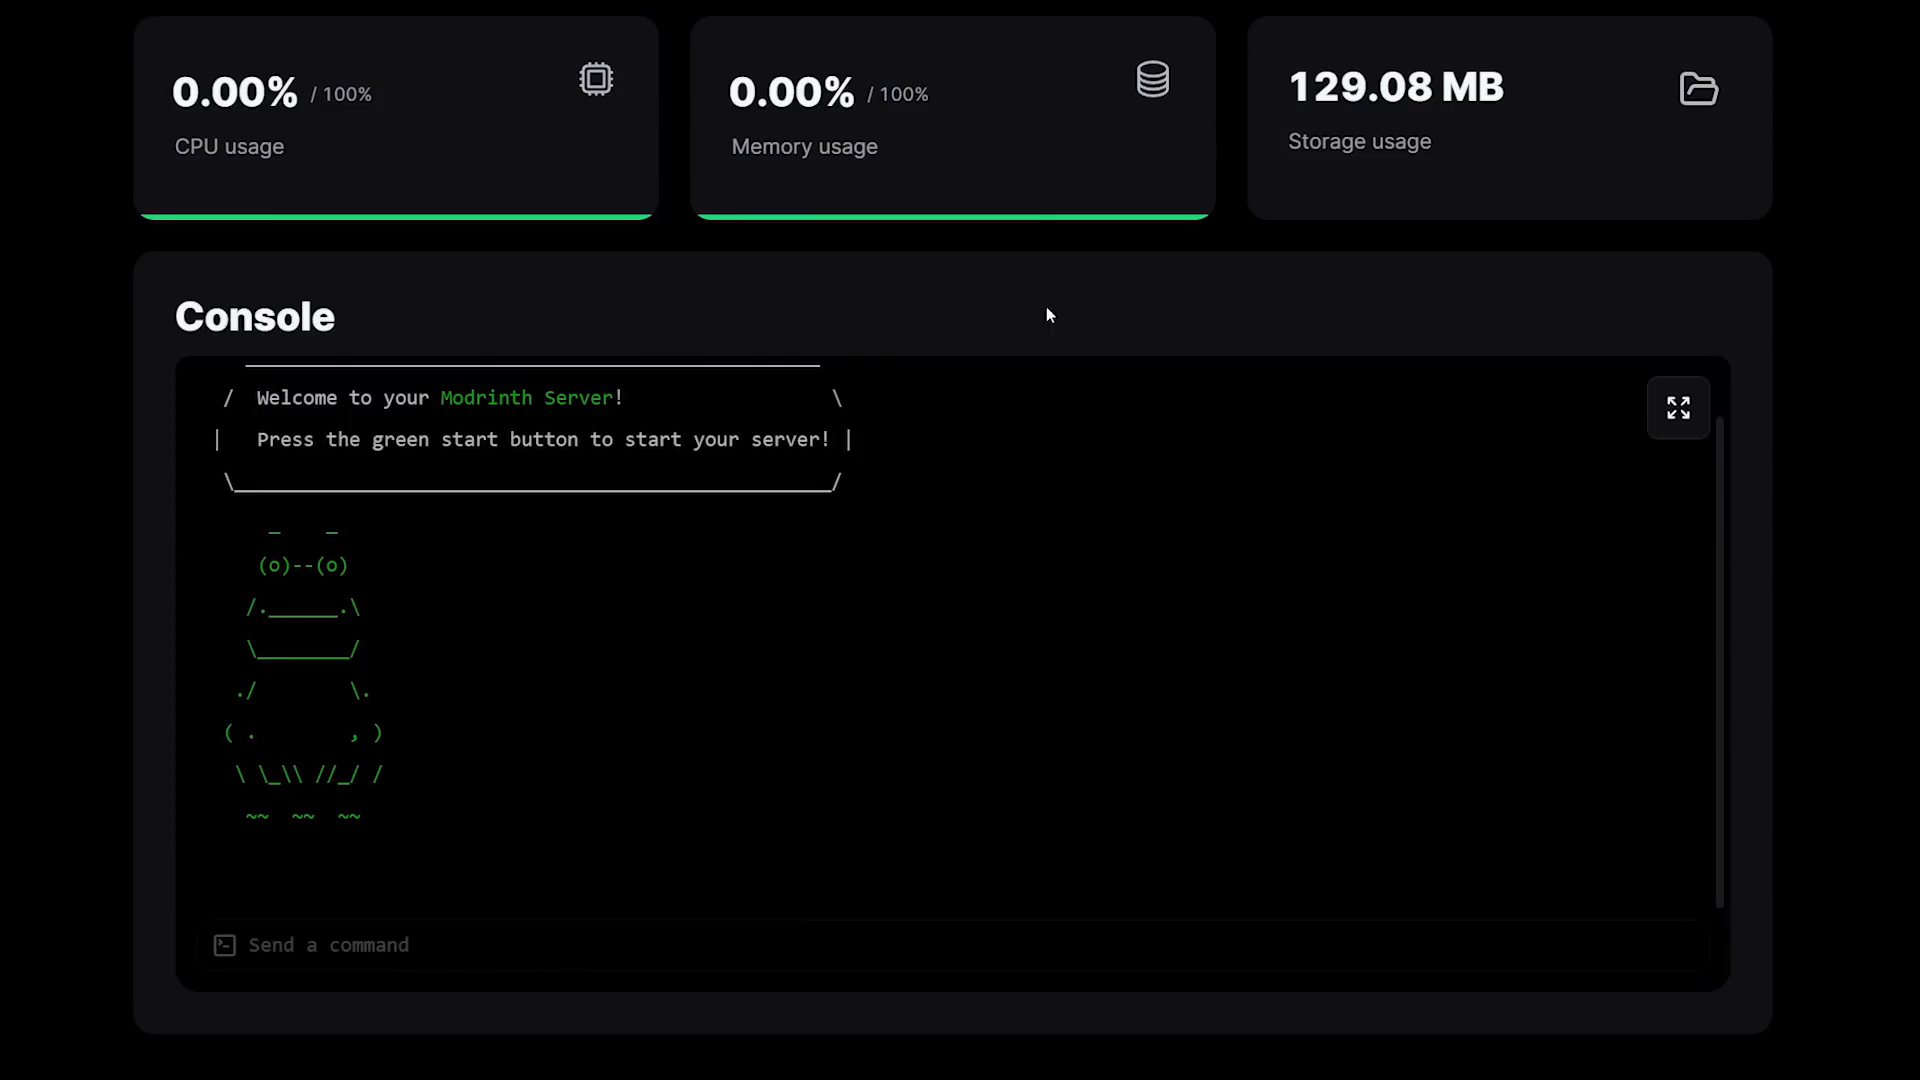 0.00% / 100%
CPU usage
0.00% / 100%
Memory usage
129.08 MB
Storage usage
Console
Welcome to your Modrinth Server!
Press the green start button to start your server!
(o)--(o)
Send a command